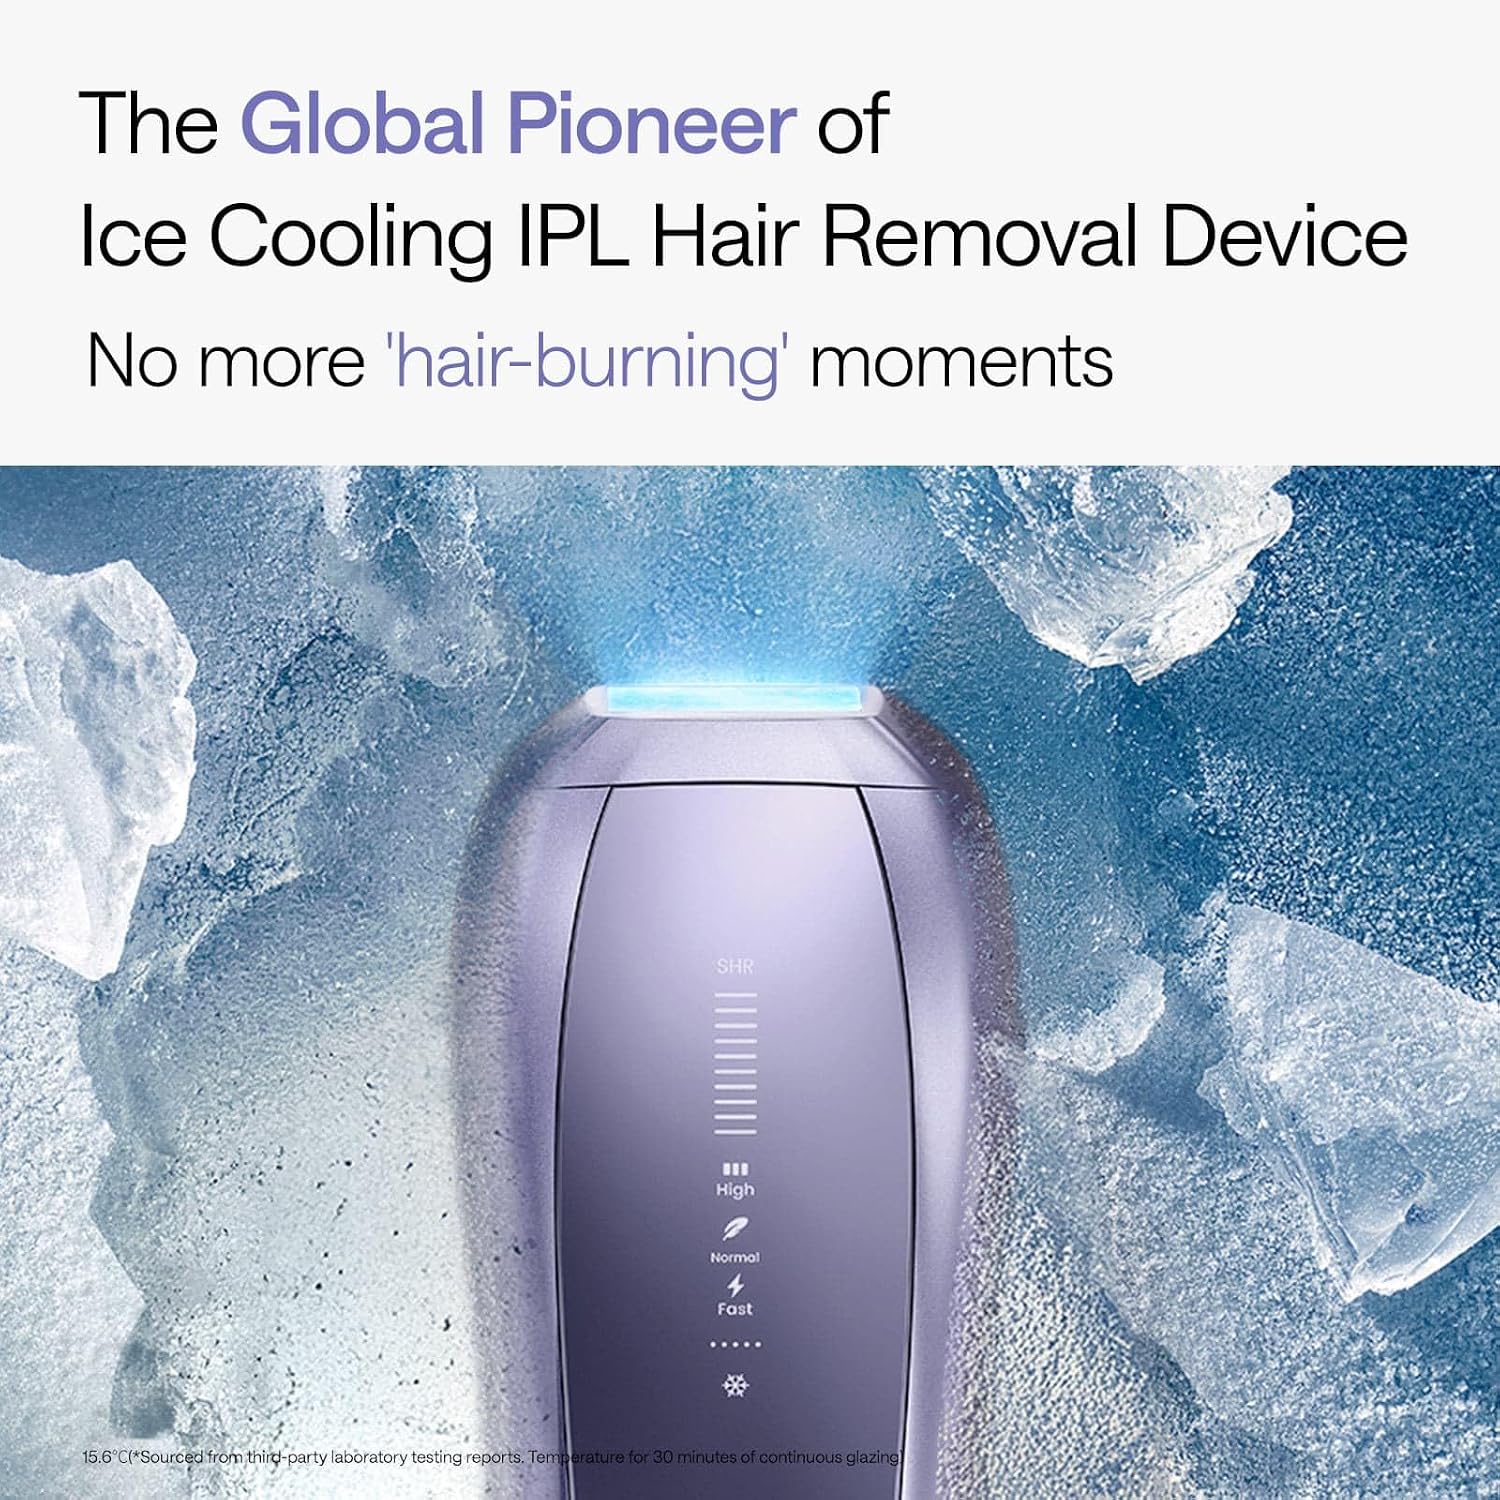 The Global Pioneer of
Ice Cooling IPL Hair Removal Device
No more 'hair-burning' moments
SHR
High
Normal
Fast
15.6°C(*Sourced from third-party laboratory testing reports. Temperature for 30 minutes of continuous glazing)